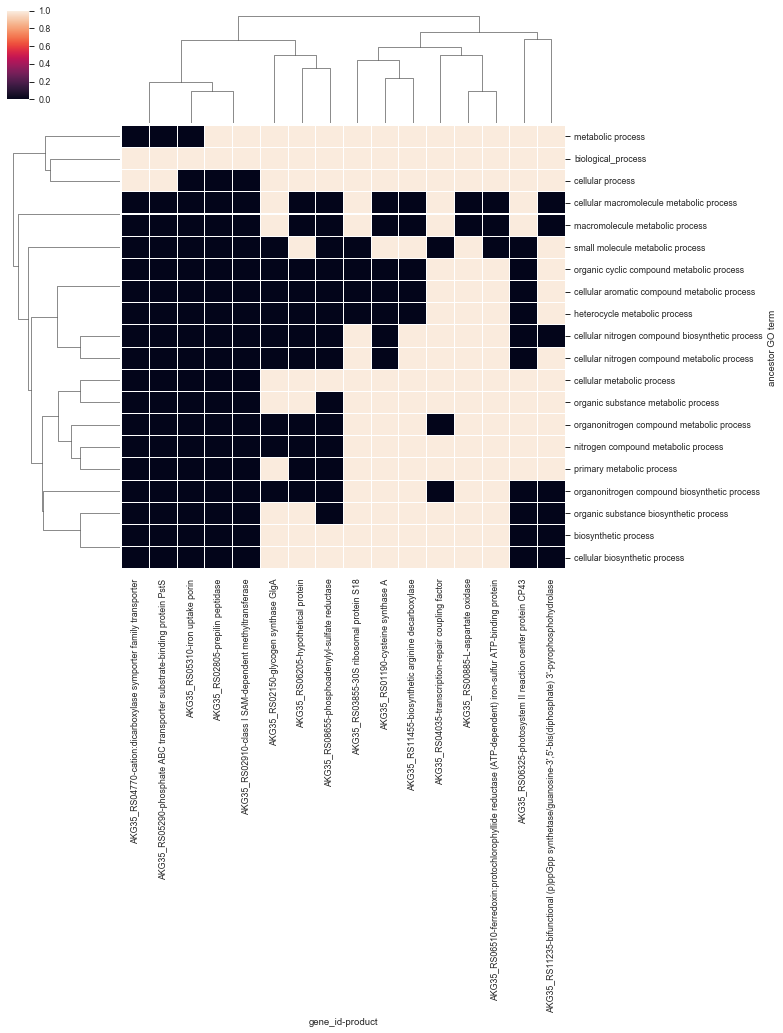 1.0
0.8
0.6
0.4
0.2
0.0
metabolic process
biological_process
cellular process
cellular macromolecule metabolic process
macromolecule metabolic process
small molecule metabolic process
organic cyclic compound metabolic process
cellular aromatic compound metabolic process
heterocycle metabolic process
cellular nitrogen compound biosynthetic process
cellular nitrogen compound metabolic process
cellular metabolic process
organic substance metabolic process
organonitrogen compound metabolic process
nitrogen compound metabolic process
primary metabolic process
organonitrogen compound biosynthetic process
organic substance biosynthetic process
biosynthetic process
cellular biosynthetic process
ancestor GO term
AKG35_RS04770-cation:dicarboxylase symporter family transporter
AKG35_RS05290-phosphate ABC transporter substrate-binding protein PstS
AKG35_RS05310-iron uptake porin
AKG35_RS02805-prepilin peptidase
AKG35_RS02910-class I SAM-dependent methyltransferase
AKG35_RS02150-glycogen synthase GlgA
AKG35_RS06205-hypothetical protein
AKG35_RS08655-phosphoadenylyl-sulfate reductase
AKG35_RS03855-30S ribosomal protein S18
AKG35_RS01190-cysteine synthase A
AKG35_RS11455-biosynthetic arginine decarboxylase
AKG35_RS04035-transcription-repair coupling factor
AKG35_RS00885-L-aspartate oxidase
AKG35_RS06510-ferredoxin:protochlorophyllide reductase (ATP-dependent) iron-sulfur ATP-binding protein
AKG35_RS06325-photosystem II reaction center protein CP43
AKG35_RS11235-bifunctional (p)ppGpp synthetase/guanosine-3',5'-bis(diphosphate) 3'-pyrophosphohydrolase
gene_id-product